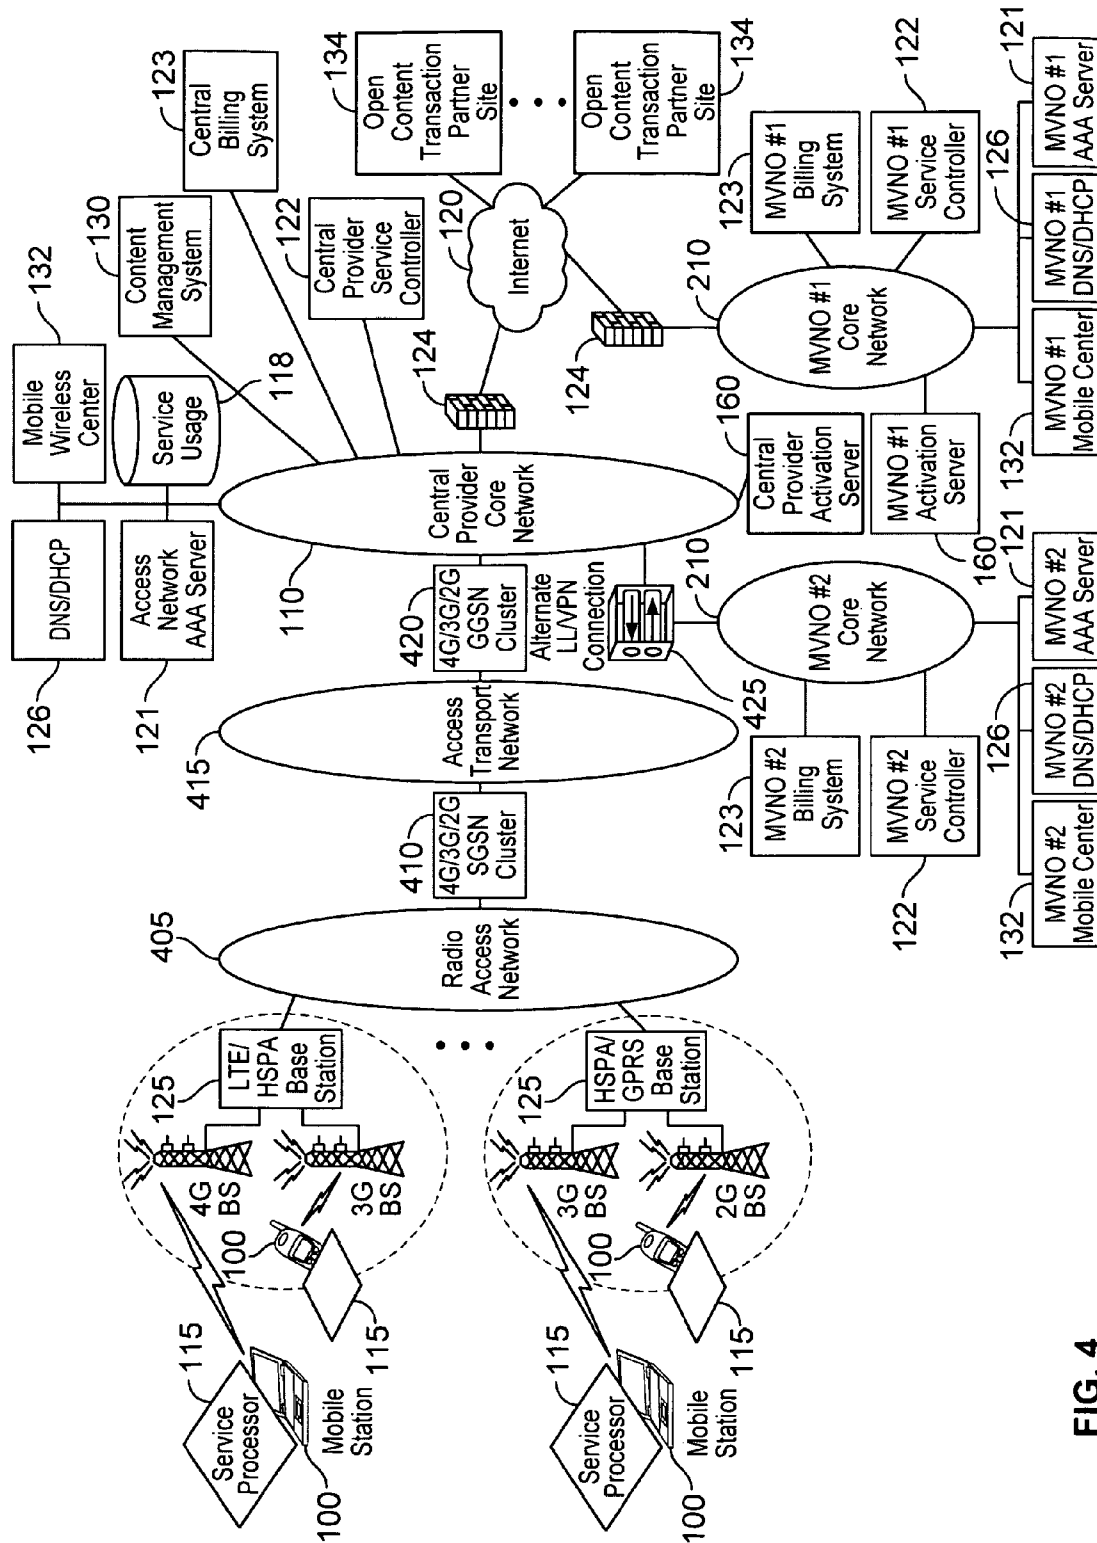 132
Mobile
Wireless
Center
DNS/DHCP
126
118
Service
Usage
Access
Network
AAA Server
121
130
Content
Management
System
123
Central
Billing
System
122
Central
Provider
Service
Controller
134
Open
Content
Transaction
Partner
Site
Open
Content
Transaction
Partner
Site
134
120
Internet
124
124
Central
Provider
Core
Network
110
160
Central
Provider
Activation
Server
420
4G/3G/2G
GGSN
Cluster
Alternate
LL/VPN
Connection
425
415
Access
Transport
Network
410
4G/3G/2G
SGSN
Cluster
405
Radio
Access
Network
125
LTE/
HSPA
Base
Station
4G
BS
3G
BS
100
115
115
Service
Processor
100
Mobile
Station
125
HSPA/
GPRS
Base
Station
3G
BS
2G
BS
100
115
115
Service
Processor
100
Mobile
Station
210
MVNO #1
Core
Network
123
MVNO #1
Billing
System
122
MVNO #1
Service
Controller
MVNO #1
Activation
Server
160
132
MVNO #1
Mobile Center
126
MVNO #1
DNS/DHCP
121
MVNO #1
AAA Server
210
MVNO #2
Core
Network
123
MVNO #2
Billing
System
122
MVNO #2
Service
Controller
132
MVNO #2
Mobile Center
126
MVNO #2
DNS/DHCP
121
MVNO #2
AAA Server
FIG. 4